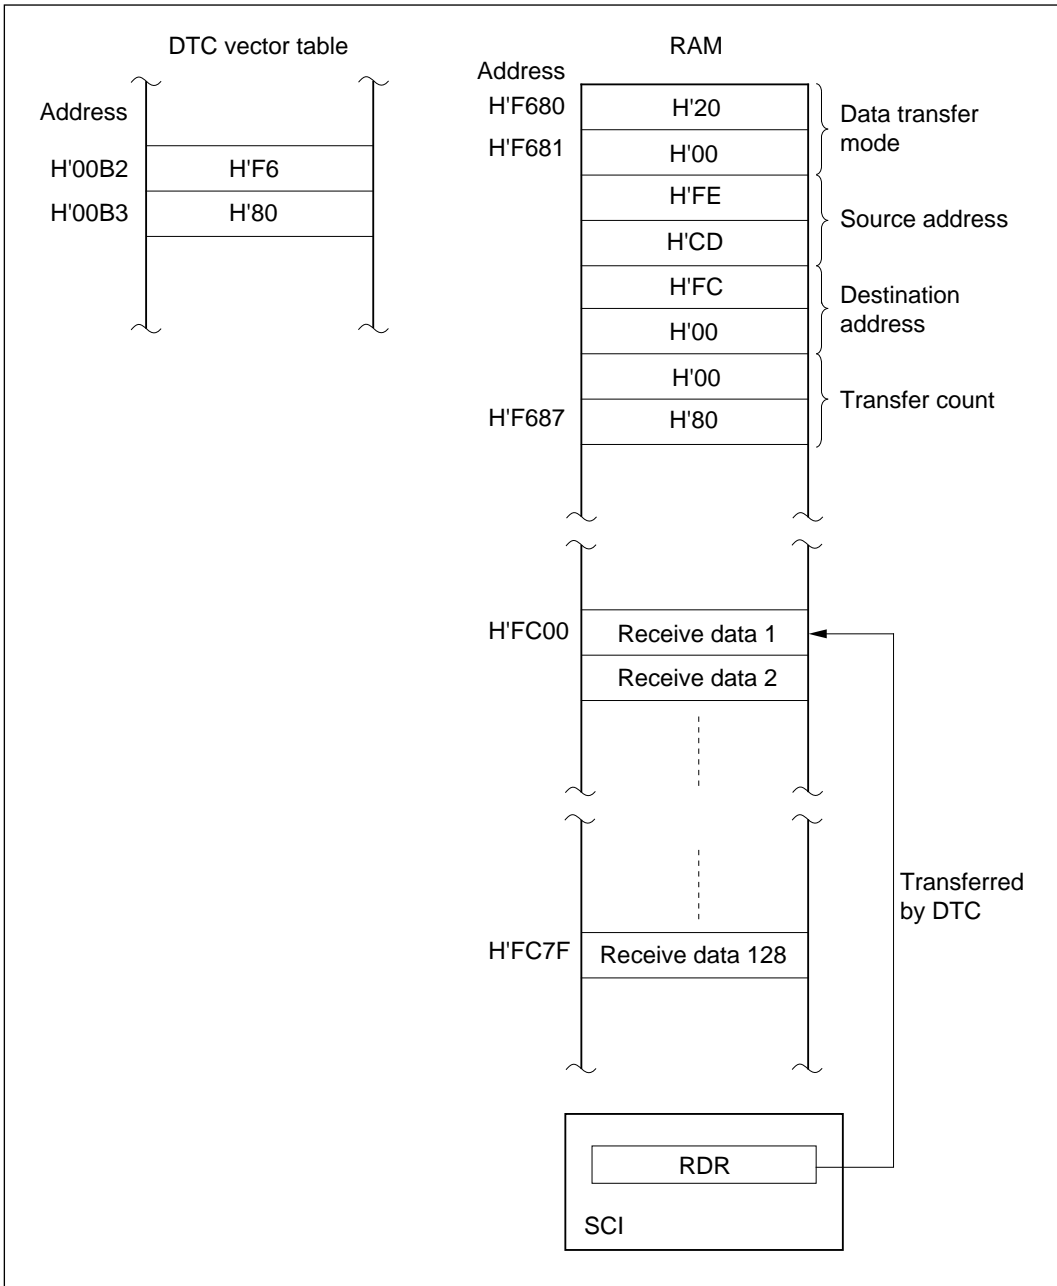 DTC vector table
Address
H'00B2
H'F6
H'00B3
H'80
RAM
Address
H'F680
H'20
Data transfer
mode
H'F681
H'00
H'FE
Source address
H'CD
H'FC
Destination
address
H'00
H'00
Transfer count
H'F687
H'80
H'FC00
Receive data 1
Receive data 2
Transferred
by DTC
H'FC7F
Receive data 128
RDR
SCI